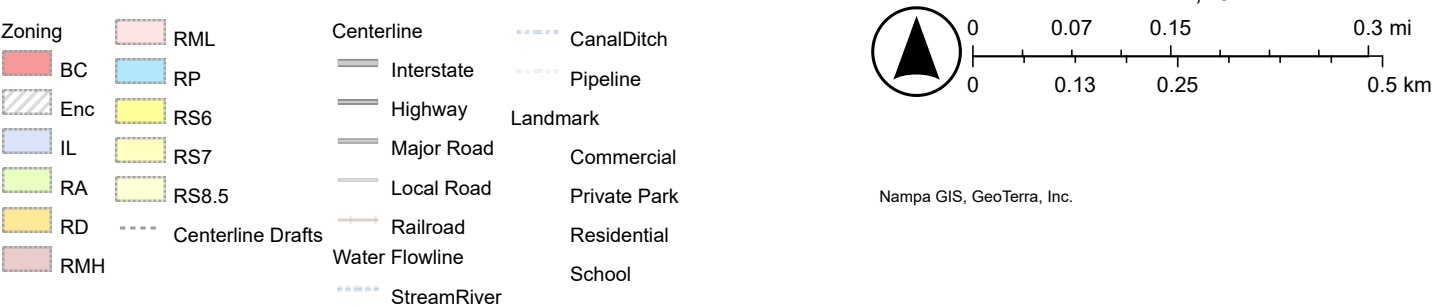 Zoning
BC
Enc
IL
RA
RD
RMH
RML
RP
RS6
RS7
RS8.5
Centerline Drafts
Centerline
Interstate
Highway
Major Road
Local Road
Railroad
Water Flowline
StreamRiver
CanalDitch
Pipeline
Landmark
Commercial
Private Park
Residential
School
0 0.07 0.15 0.3 mi
0 0.13 0.25 0.5 km
Nampa GIS, GeoTerra, Inc.